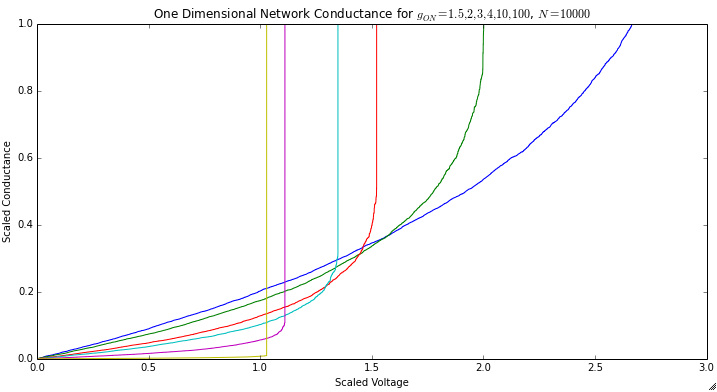 One Dimensional Network Conductance for $g_{ON}=1.5,2,3,4,10,100$, $N=10000$
1.0
0.8
0.6
0.4
0.2
0.0
Scaled Conductance
0.0 0.5 1.0 1.5 2.0 2.5 3.0
Scaled Voltage